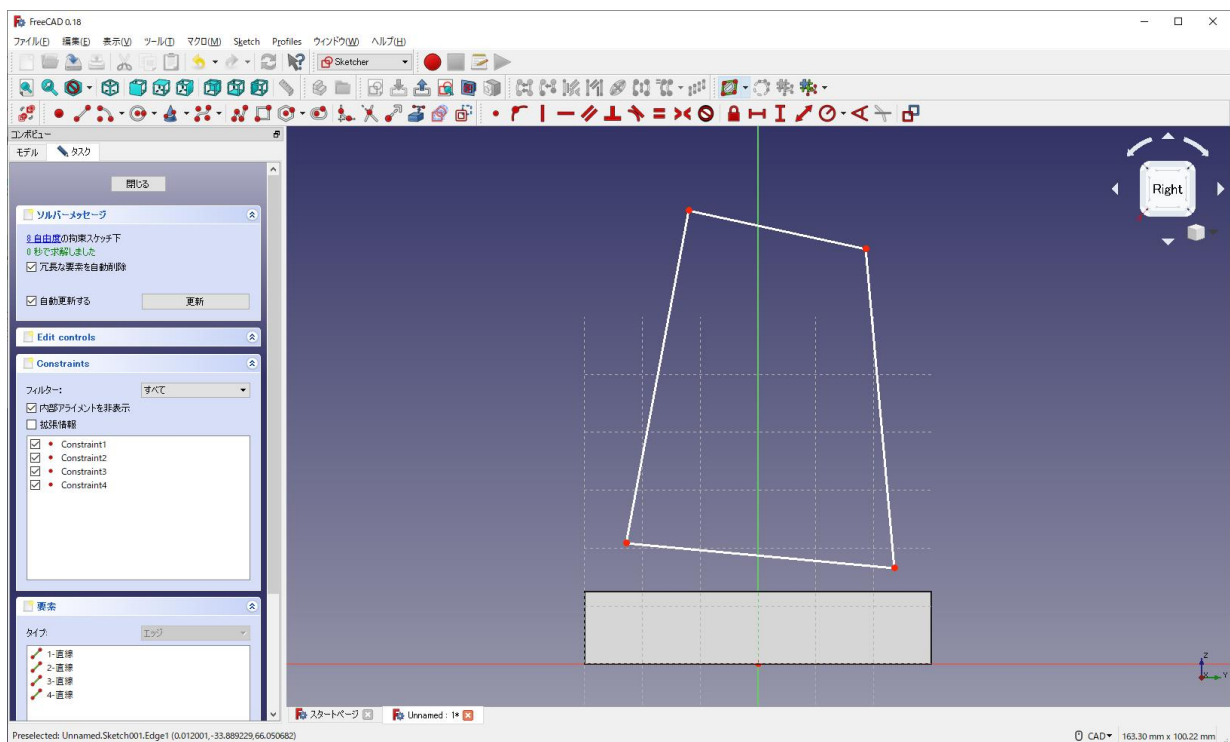 FreeCAD 0.18
ファイル(F) 編集(E) 表示(V) ツール(T) マクロ(M) Sketch Profiles ウィンドウ(W) ヘルプ(H)
Sketcher
コンボビュー
モデル タスク
閉じる
ソルバーメッセージ
8 自由度の拘束スケッチ下
0 秒で求解しました
冗長な要素を自動削除
自動更新する 更新
Edit controls
Constraints
フィルター: すべて
内部アライメントを非表示
拡張情報
Constraint1
Constraint2
Constraint3
Constraint4
要素
タイプ: エッジ
1-直線
2-直線
3-直線
4-直線
Right
Z
X
Y
スタートページ Unnamed : 1*
Preselected: Unnamed.Sketch001.Edge1 (0.012001,-33.889229,66.050682) CAD 163.30 mm x 100.22 mm